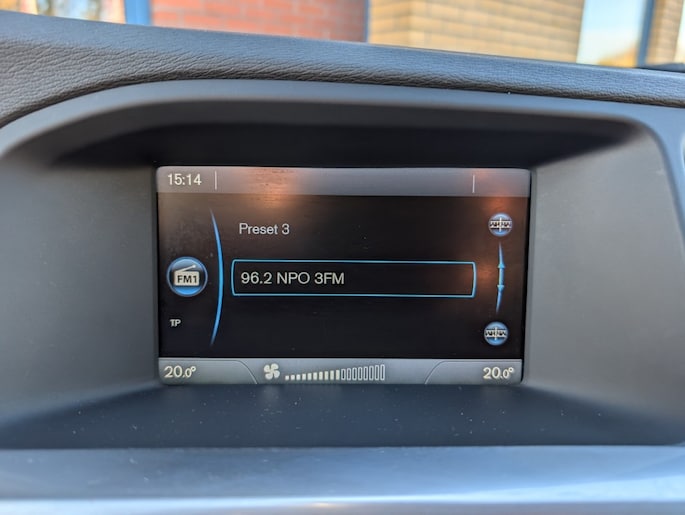 15:14
Preset 3
FM1
96.2 NPO 3FM
TP
20.0° 20.0°